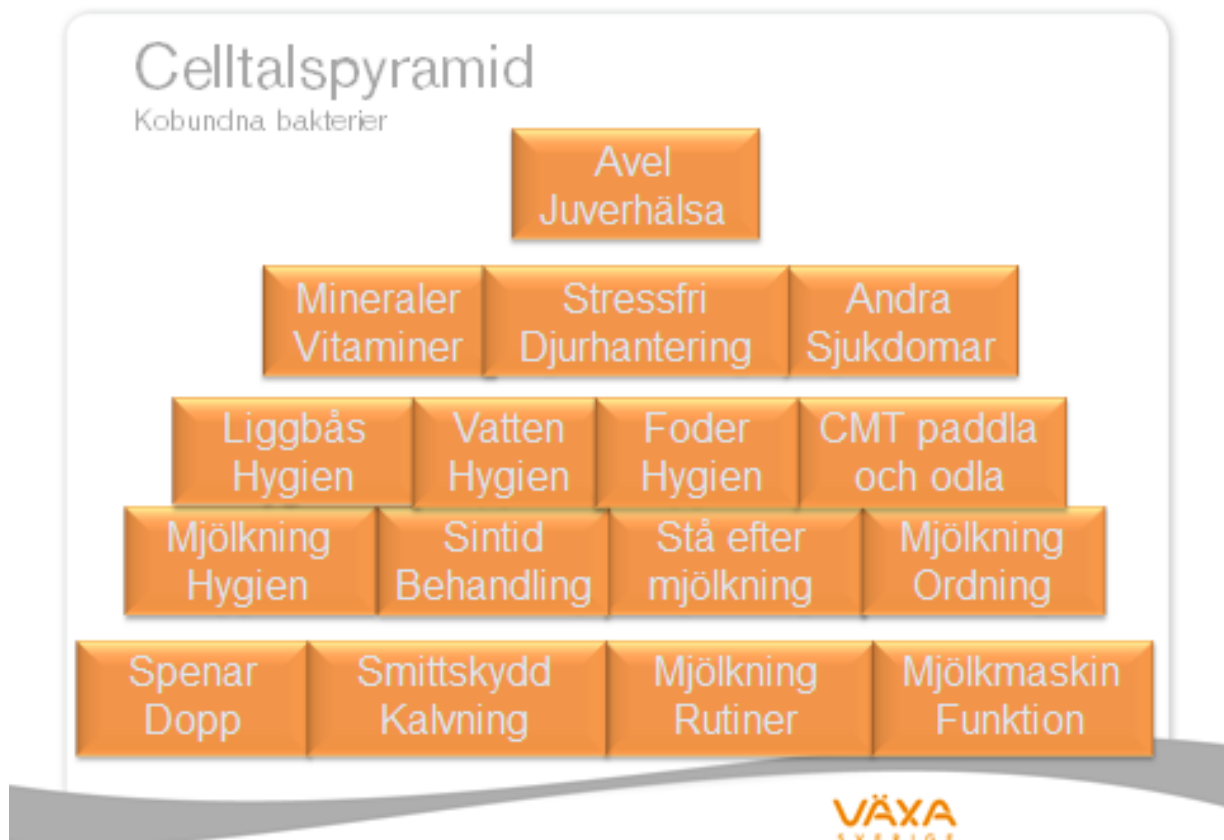 Celltalspyramid
Kobundna bakterier
Avel
Juverhälsa
Mineraler
Vitaminer
Stressfri
Djurhantering
Andra
Sjukdomar
Liggbås
Hygien
Vatten
Hygien
Foder
Hygien
CMT paddla
och odla
Mjölkning
Hygien
Sintid
Behandling
Stå efter
mjölkning
Mjölkning
Ordning
Spenar
Dopp
Smittskydd
Kalvning
Mjölkning
Rutiner
Mjölkmaskin
Funktion
VÄXA
SVERIGE